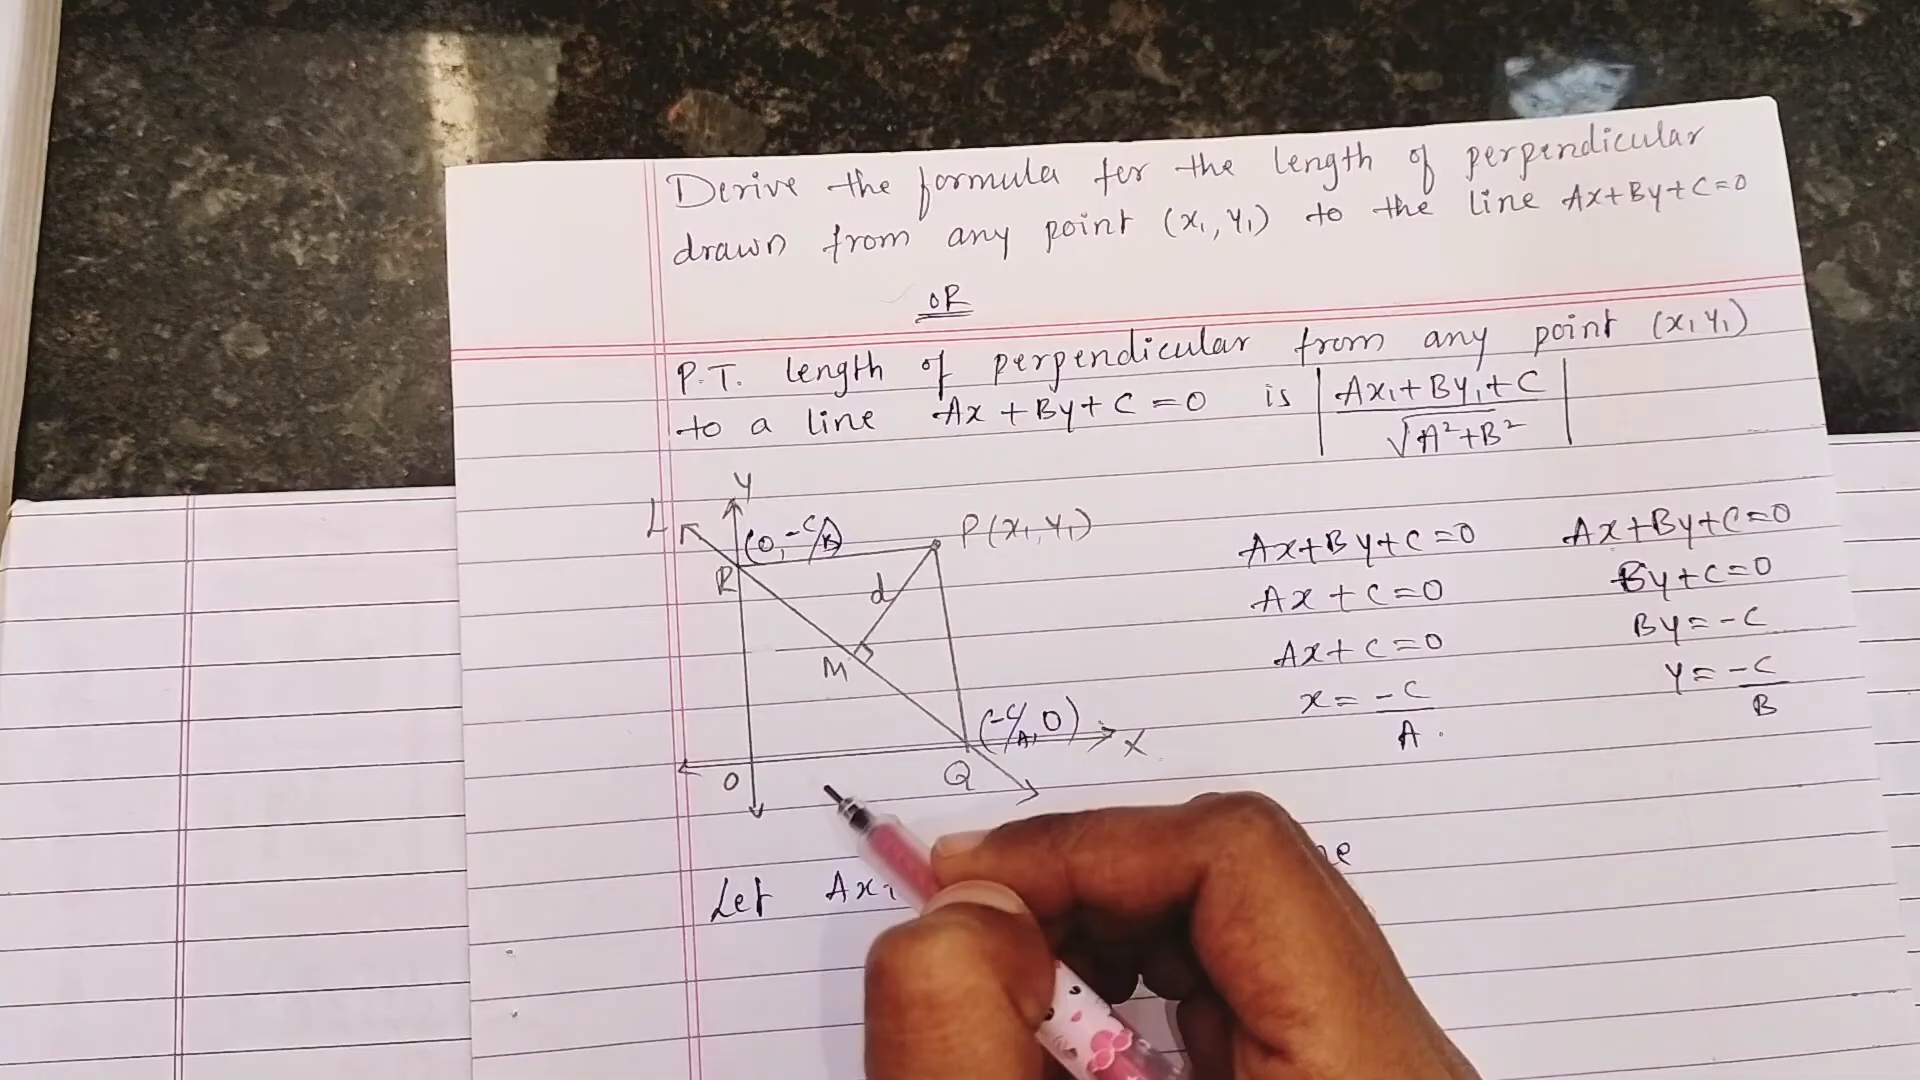 Derive the formula for the length of perpendicular
drawn from any point (x₁, y₁) to the line Ax+By+C=0
OR
P.T. length of perpendicular from any point (x₁ y₁)
to a line Ax+By+C=0 is |Ax₁+By₁+C / √A²+B²|
Y
L
(0, -C/B)
P(x₁, y₁)
R
d
M
(-C/A, 0)
X
O
Q
Ax+By+C=0
Ax+C=0
Ax+C=0
x = -C/A.
Ax+By+C=0
By+C=0
By=-C
y = -C/B
Let Ax+